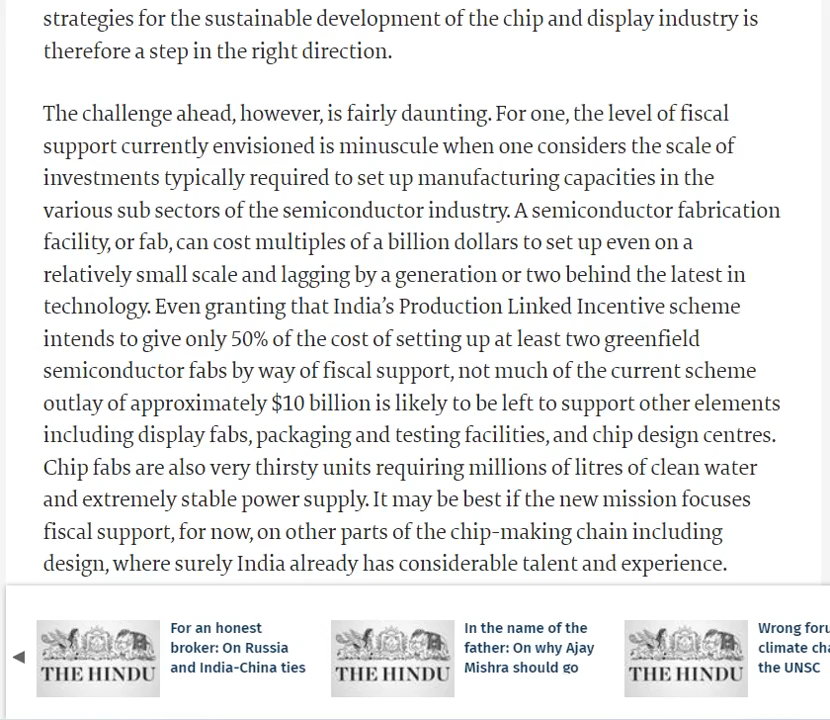 strategies for the sustainable development of the chip and display industry is
therefore a step in the right direction.
The challenge ahead, however, is fairly daunting. For one, the level of fiscal
support currently envisioned is minuscule when one considers the scale of
investments typically required to set up manufacturing capacities in the
various sub sectors of the semiconductor industry. A semiconductor fabrication
facility, or fab, can cost multiples of a billion dollars to set up even on a
relatively small scale and lagging by a generation or two behind the latest in
technology. Even granting that India’s Production Linked Incentive scheme
intends to give only 50% of the cost of setting up at least two greenfield
semiconductor fabs by way of fiscal support, not much of the current scheme
outlay of approximately $10 billion is likely to be left to support other elements
including display fabs, packaging and testing facilities, and chip design centres.
Chip fabs are also very thirsty units requiring millions of litres of clean water
and extremely stable power supply. It may be best if the new mission focuses
fiscal support, for now, on other parts of the chip-making chain including
design, where surely India already has considerable talent and experience.
THE HINDU
For an honest
broker: On Russia
and India-China ties
THE HINDU
In the name of the
father: On why Ajay
Mishra should go
THE HINDU
Wrong
climate
the UNSC